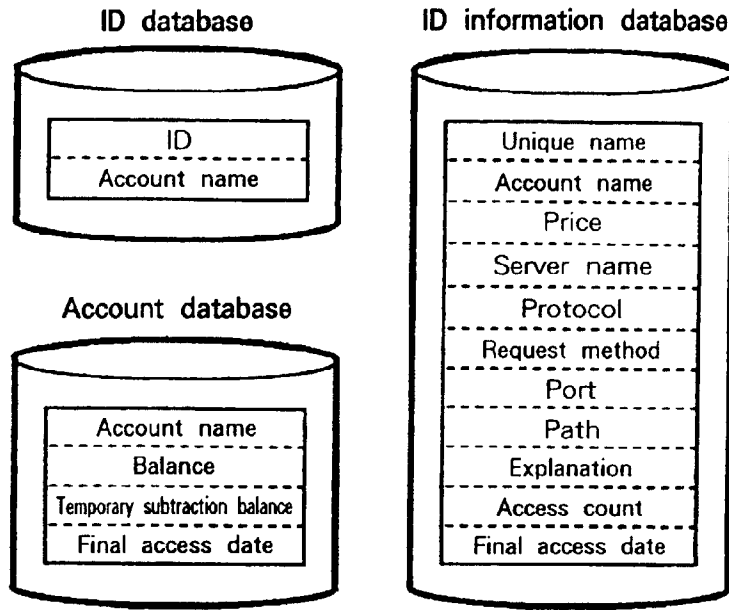 ID database
ID
Account name
Account database
Account name
Balance
Temporary subtraction balance
Final access date
ID information database
Unique name
Account name
Price
Server name
Protocol
Request method
Port
Path
Explanation
Access count
Final access date